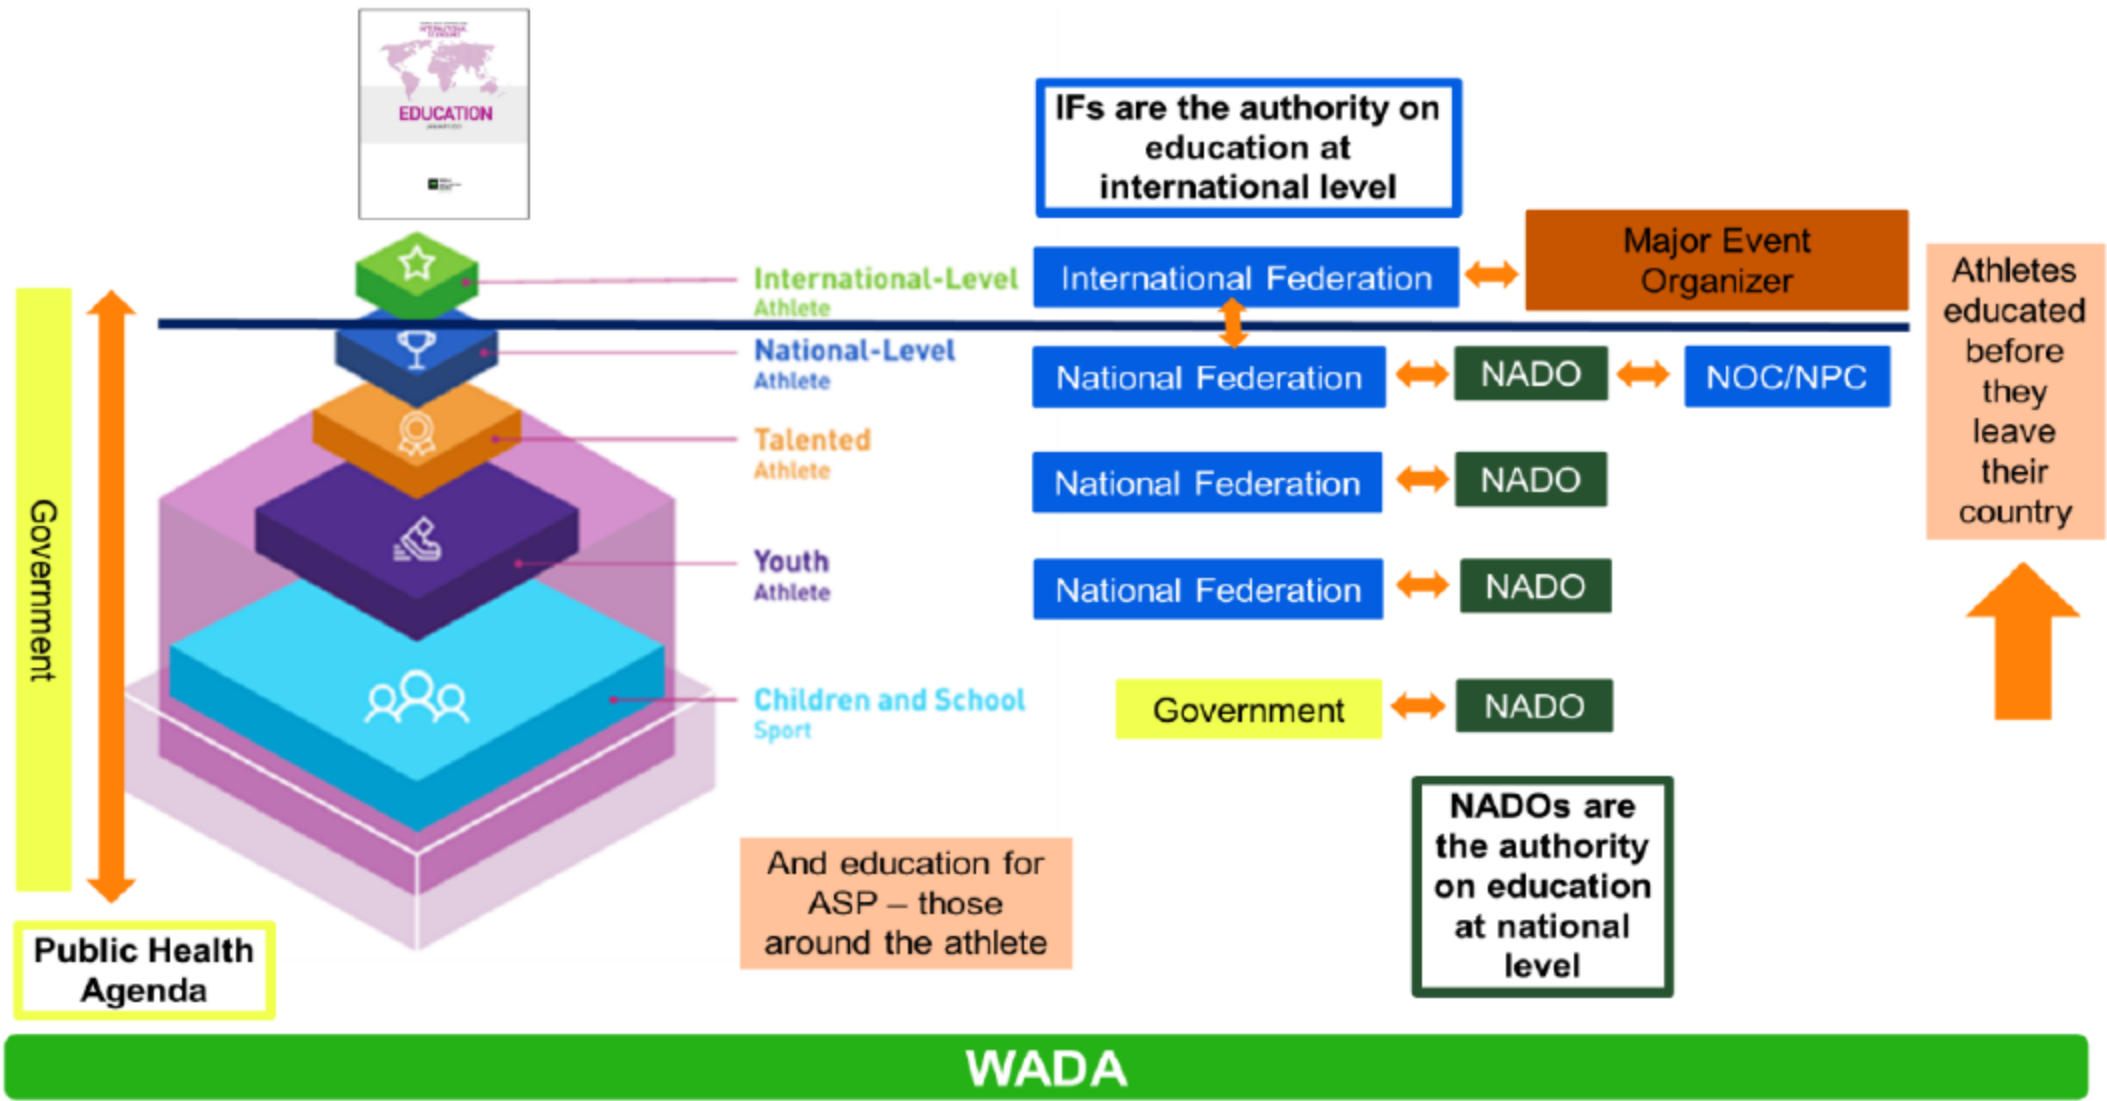 INTERNATIONAL
STANDARD
EDUCATION
IFs are the authority on
education at
international level
International-Level
Athlete
International Federation
Major Event
Organizer
National-Level
Athlete
National Federation
NADO
NOC/NPC
Talented
Athlete
National Federation
NADO
Youth
Athlete
National Federation
NADO
Children and School
Sport
Government
NADO
Athletes
educated
before
they
leave
their
country
Government
Public Health
Agenda
And education for
ASP – those
around the athlete
NADOs are
the authority
on education
at national
level
WADA